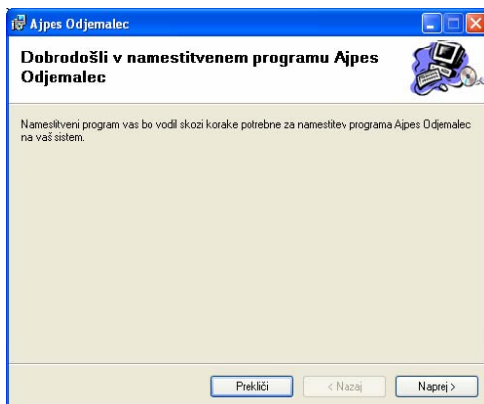 Ajpes Odjemalec
Dobrodošli v namestitvenem programu Ajpes
Odjemalec
Namestitveni program vas bo vodil skozi korake potrebne za namestitev programa Ajpes Odjemalec
na vaš sistem.
Prekliči
< Nazaj
Naprej >